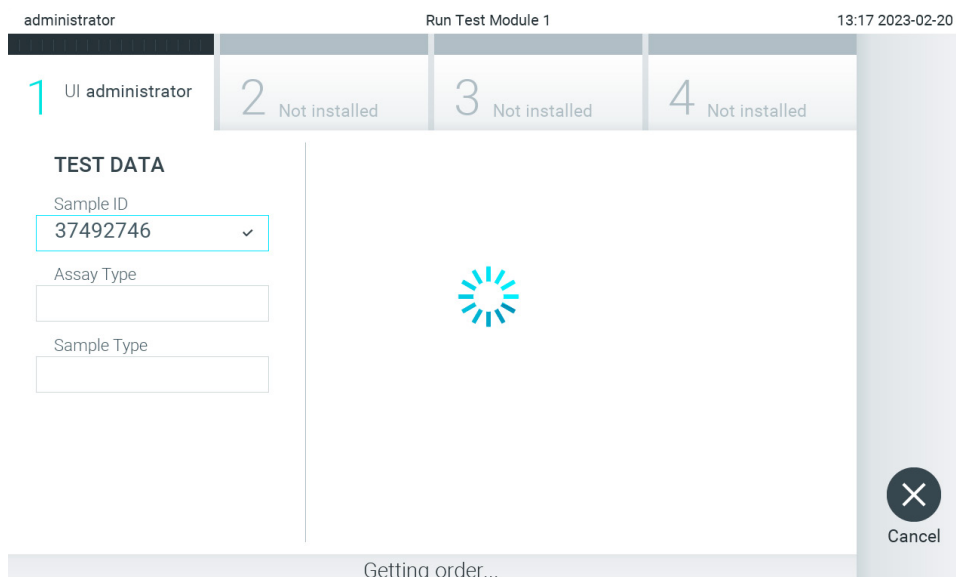 administrator Run Test Module 1 13:17 2023-02-20
1 UI administrator 2 Not installed 3 Not installed 4 Not installed
TEST DATA
Sample ID
37492746
Assay Type
Sample Type
Cancel
Getting order...